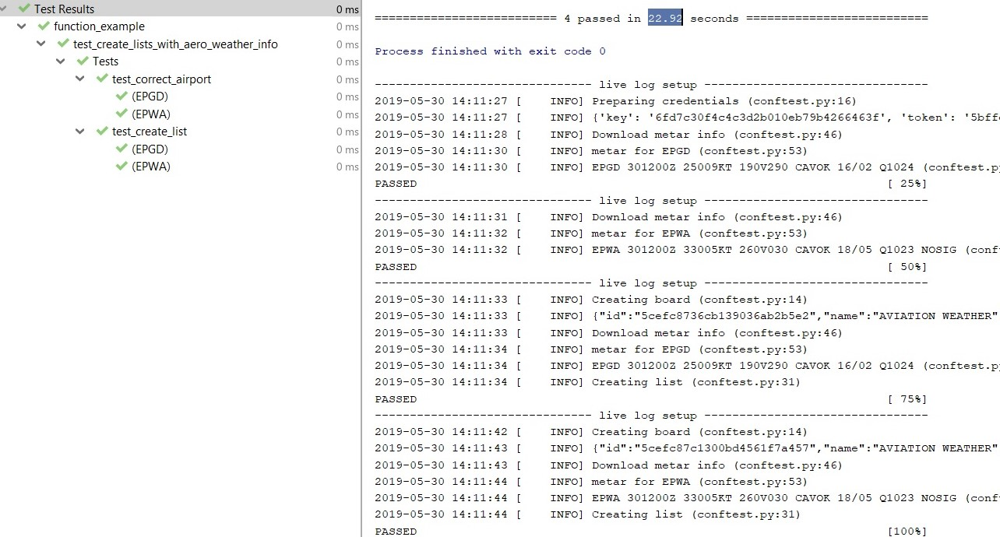 Test Results 0 ms
function_example 0 ms
test_create_lists_with_aero_weather_info 0 ms
Tests 0 ms
test_correct_airport 0 ms
(EPGD) 0 ms
(EPWA) 0 ms
test_create_list 0 ms
(EPGD) 0 ms
(EPWA) 0 ms
========================== 4 passed in 22.92 seconds ==========================
Process finished with exit code 0
------------------------------- live log setup --------------------------------
2019-05-30 14:11:27 [    INFO] Preparing credentials (conftest.py:16)
2019-05-30 14:11:27 [    INFO] {'key': '6fd7c30f4c4c3d2b010eb79b4266463f', 'token': '5bff
2019-05-30 14:11:28 [    INFO] Download metar info (conftest.py:46)
2019-05-30 14:11:30 [    INFO] metar for EPGD (conftest.py:53)
2019-05-30 14:11:30 [    INFO] EPGD 301200Z 25009KT 190V290 CAVOK 16/02 Q1024 (conftest.p
PASSED [ 25%]
------------------------------- live log setup --------------------------------
2019-05-30 14:11:31 [    INFO] Download metar info (conftest.py:46)
2019-05-30 14:11:32 [    INFO] metar for EPWA (conftest.py:53)
2019-05-30 14:11:32 [    INFO] EPWA 301200Z 33005KT 260V030 CAVOK 18/05 Q1023 NOSIG (conf
PASSED [ 50%]
------------------------------- live log setup --------------------------------
2019-05-30 14:11:33 [    INFO] Creating board (conftest.py:14)
2019-05-30 14:11:33 [    INFO] {"id":"5cefc8736cb139036ab2b5e2","name":"AVIATION WEATHER"
2019-05-30 14:11:33 [    INFO] Download metar info (conftest.py:46)
2019-05-30 14:11:34 [    INFO] metar for EPGD (conftest.py:53)
2019-05-30 14:11:34 [    INFO] EPGD 301200Z 25009KT 190V290 CAVOK 16/02 Q1024 (conftest.p
2019-05-30 14:11:34 [    INFO] Creating list (conftest.py:31)
PASSED [ 75%]
------------------------------- live log setup --------------------------------
2019-05-30 14:11:42 [    INFO] Creating board (conftest.py:14)
2019-05-30 14:11:43 [    INFO] {"id":"5cefc87c1300bd4561f7a457","name":"AVIATION WEATHER"
2019-05-30 14:11:43 [    INFO] Download metar info (conftest.py:46)
2019-05-30 14:11:44 [    INFO] metar for EPWA (conftest.py:53)
2019-05-30 14:11:44 [    INFO] EPWA 301200Z 33005KT 260V030 CAVOK 18/05 Q1023 NOSIG (conf
2019-05-30 14:11:44 [    INFO] Creating list (conftest.py:31)
PASSED [100%]